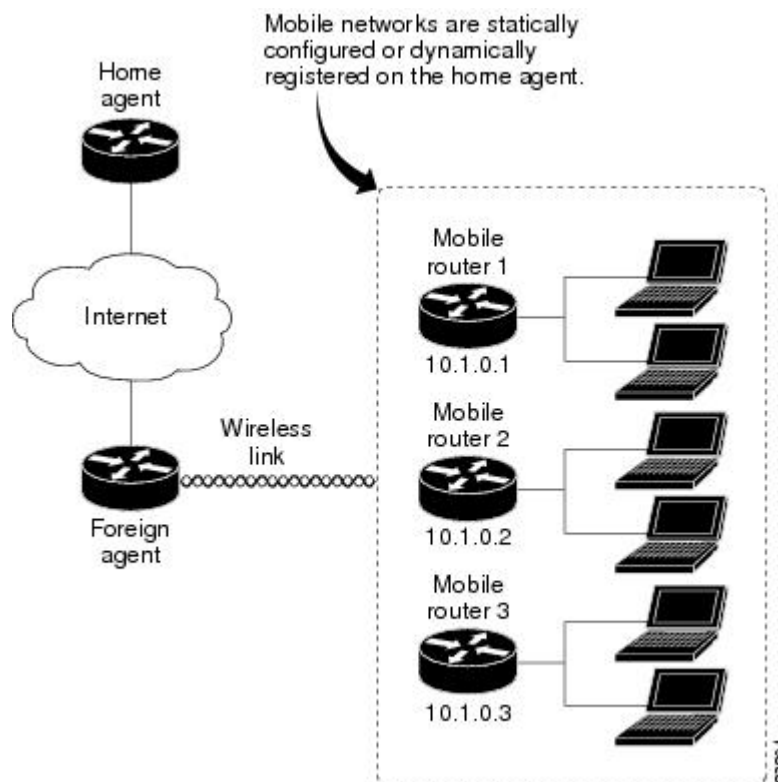 Mobile networks are statically
configured or dynamically
registered on the home agent.
Home
agent
Internet
Wireless
link
Foreign
agent
Mobile
router 1
10.1.0.1
Mobile
router 2
10.1.0.2
Mobile
router 3
10.1.0.3